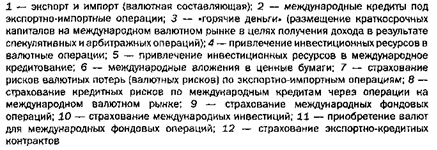 1 — экспорт и импорт (валютная составляющая); 2 — международные кредиты под
экспортно-импортные операции; 3 — «горячие деньги» (размещение краткосрочных
капиталов на международном валютном рынке в целях получения дохода в результате
спекулятивных и арбитражных операций); 4 — привлечение инвестиционных ресурсов в
валютные операции; 5 — привлечение инвестиционных ресурсов в международное
кредитование; 6 — международные вложения в ценные бумаги; 7 — страхование
рисков валютных потерь (валютных рисков) по экспортно-импортным операциям; 8 —
страхование кредитных рисков по международным кредитам через операции на
международном валютном рынке; 9 — страхование международных фондовых
операций; 10 — страхование международных инвестиций; 11 — приобретение валют
для международных фондовых операций; 12 — страхование экспортно-кредитных
контрактов